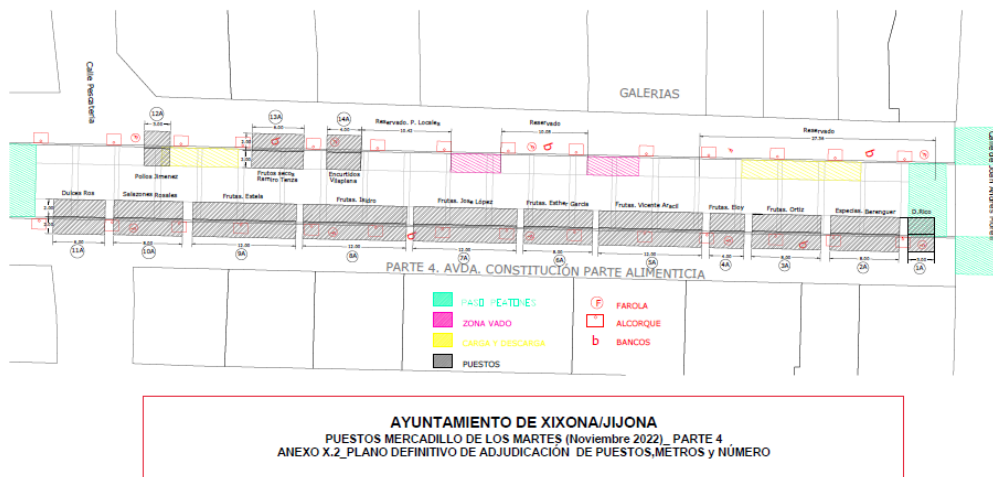 GALERIAS
Calle Pescatería
12A
13A
14A
Reservado. P. Locales
Reservado
Reservado
Pollos Jimenez
Frutos secos
Ramiro Tenza
Encurtidos
Vilaplana
Dulces Ros
Salazones Rosales
Frutas. Estela
Frutas. Isidro
Frutas. Jose López
Frutas. Esther Garcia
Frutas. Vicente Aracil
Frutas. Eloy
Frutas. Ortiz
Especias. Berenguer
D.Rico
11A
10A
9A
8A
7A
6A
5A
4A
3A
2A
1A
PARTE 4. AVDA. CONSTITUCIÓN PARTE ALIMENTICIA
PASO PEATONES
ZONA VADO
CARGA Y DESCARGA
PUESTOS
F FAROLA
ALCORQUE
b BANCOS
AYUNTAMIENTO DE XIXONA/JIJONA
PUESTOS MERCADILLO DE LOS MARTES (Noviembre 2022)_ PARTE 4
ANEXO X.2_PLANO DEFINITIVO DE ADJUDICACIÓN DE PUESTOS,METROS y NÚMERO